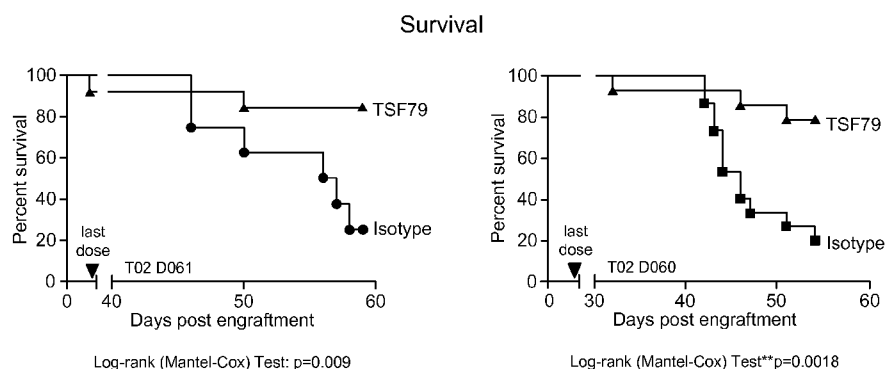 Survival
Percent survival
100
80
60
40
20
0
TSF79
Isotype
last
dose
T02 D061
0 40 50 60
Days post engraftment
Log-rank (Mantel-Cox) Test: p=0.009
Percent survival
100
80
60
40
20
0
TSF79
Isotype
last
dose
T02 D060
0 30 40 50 60
Days post engraftment
Log-rank (Mantel-Cox) Test**p=0.0018